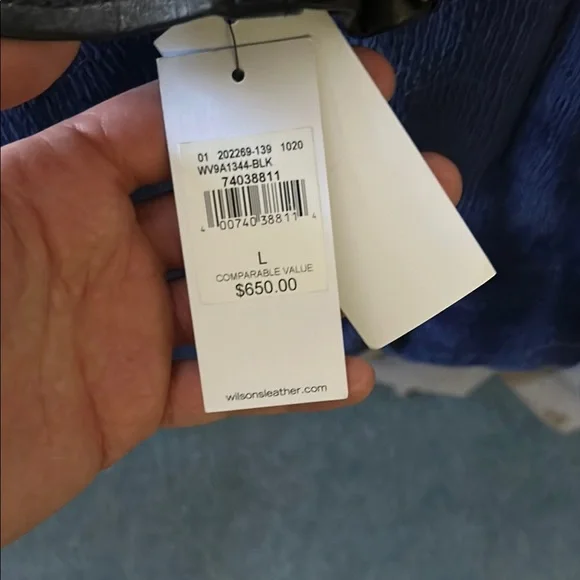 01 202269-139 1020
WV9A1344-BLK
74038811
4 00740 38811 4
L
COMPARABLE VALUE
$650.00
wilsonsleather.com